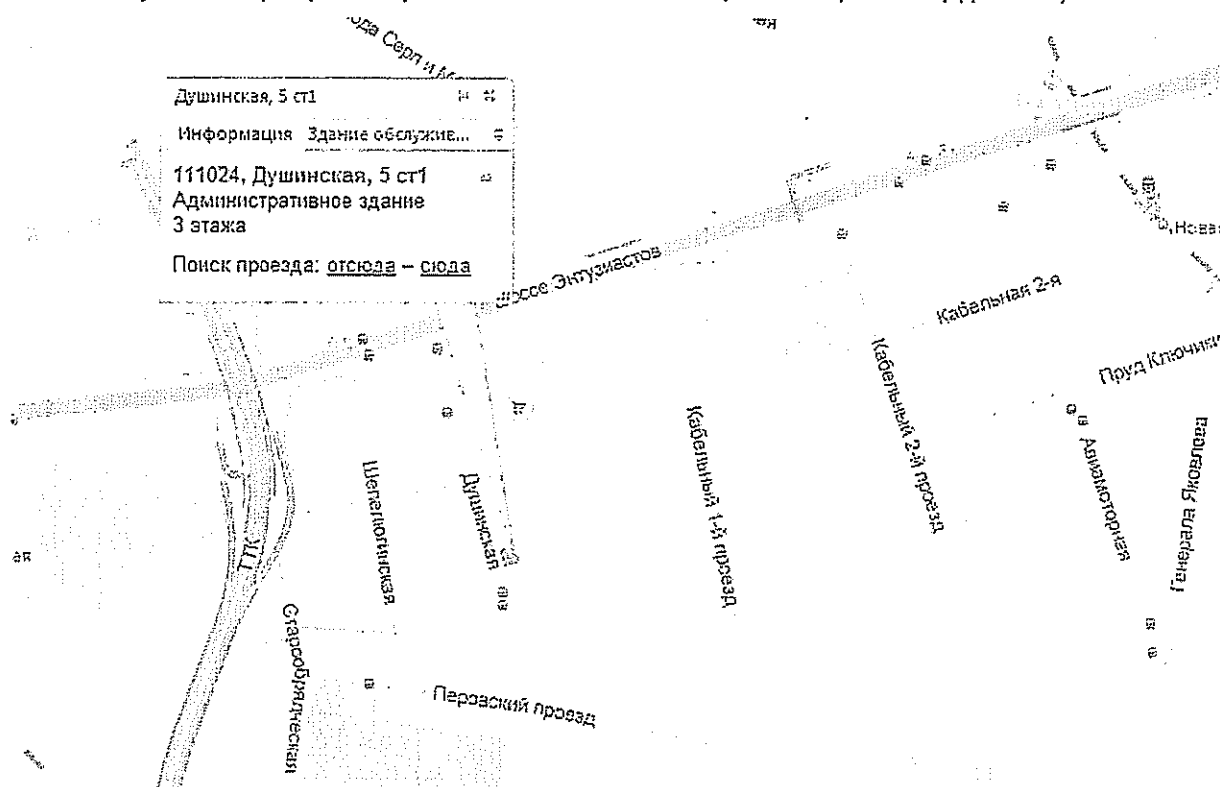 Душинская, 5 ст1
Информация Здание обслужив...
111024, Душинская, 5 ст1
Административное здание
3 этажа
Поиск проезда: отсюда – сюда
Шоссе Энтузиастов
Кабельная 2-я
Пруд Ключики
Кабельный 2-й проезд
Кабельный 1-й проезд
Авиамоторная
Генерала Яковлева
Шепелюгинская
Душинская
ТТК
Старообрядческая
Перовский проезд